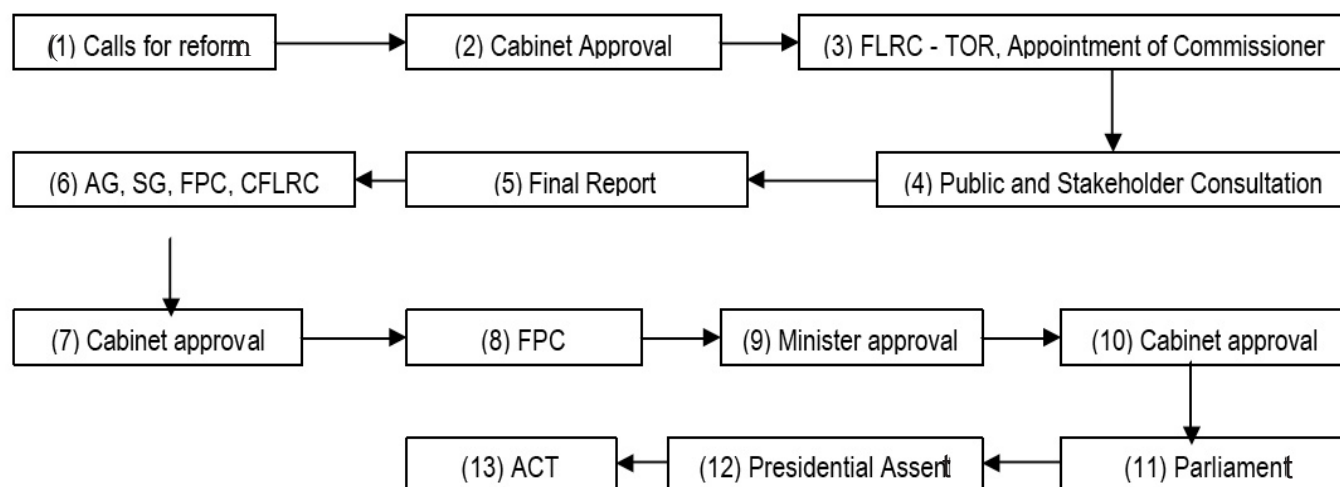 (1) Calls for reform
(2) Cabinet Approval
(3) FLRC - TOR, Appointment of Commissioner
(4) Public and Stakeholder Consultation
(5) Final Report
(6) AG, SG, FPC, CFLRC
(7) Cabinet approval
(8) FPC
(9) Minister approval
(10) Cabinet approval
(11) Parliament
(12) Presidential Assent
(13) ACT